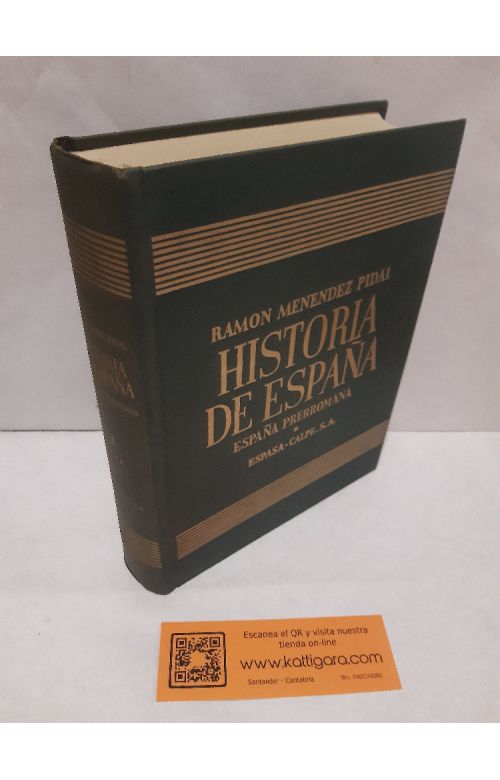 RAMON MENENDEZ PIDAL
HISTORIA
DE ESPAÑA
ESPAÑA PRERROMANA
ESPASA-CALPE, S.A.
Escanea el QR y visita nuestra
tienda on-line
www.kattigara.com
Santander - Cantabria